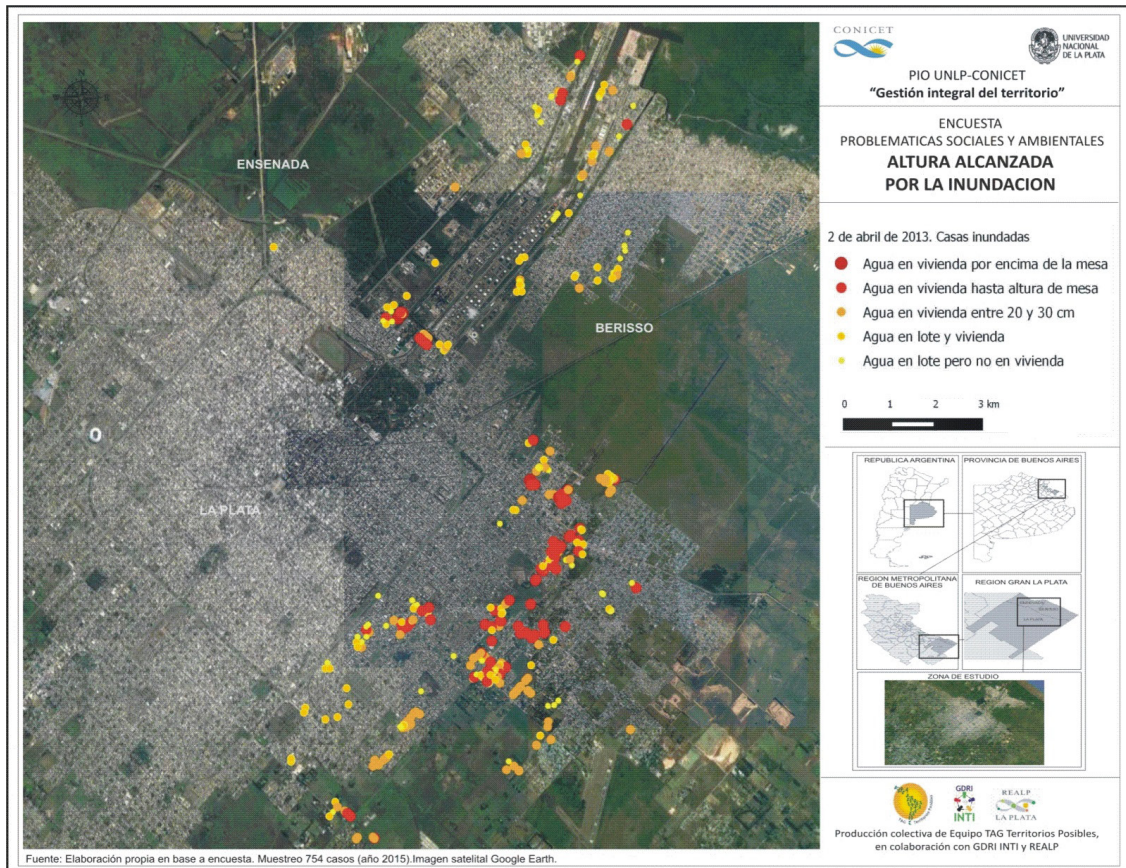 ENSENADA
BERISSO
LA PLATA
Fuente: Elaboración propia en base a encuesta. Muestreo 754 casos (año 2015).Imagen satelital Google Earth.
CONICET
UNIVERSIDAD
NACIONAL
DE LA PLATA
PIO UNLP-CONICET
“Gestión integral del territorio”
ENCUESTA
PROBLEMATICAS SOCIALES Y AMBIENTALES
ALTURA ALCANZADA
POR LA INUNDACION
2 de abril de 2013. Casas inundadas
Agua en vivienda por encima de la mesa
Agua en vivienda hasta altura de mesa
Agua en vivienda entre 20 y 30 cm
Agua en lote y vivienda
Agua en lote pero no en vivienda
0 1 2 3 km
REPUBLICA ARGENTINA
PROVINCIA DE BUENOS AIRES
REGION METROPOLITANA
DE BUENOS AIRES
REGION GRAN LA PLATA
ZONA DE ESTUDIO
GDRI
INTI
REALP
LA PLATA
Producción colectiva de Equipo TAG Territorios Posibles,
en colaboración con GDRI INTI y REALP